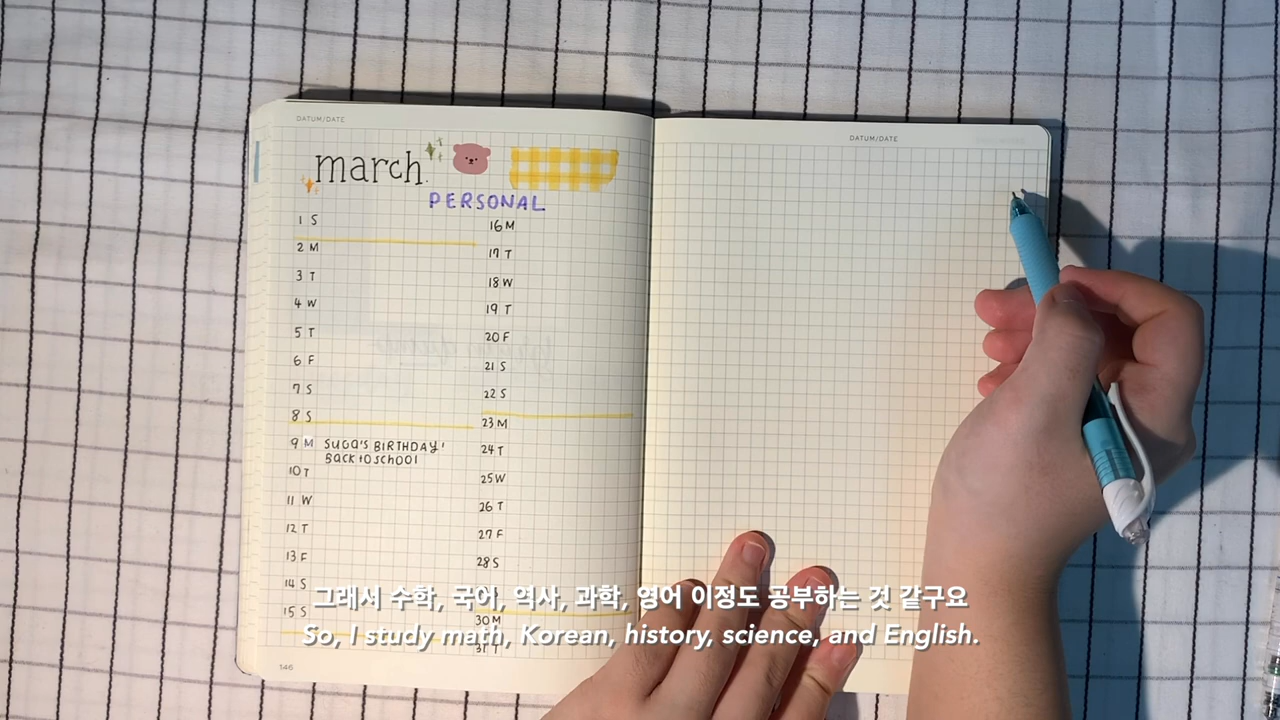 DATUM/DATE
march.
PERSONAL
1 S
2 M
3 T
4 W
5 T
6 F
7 S
8 S
9 M SUGA'S BIRTHDAY!
BACK TO SCHOOL
10 T
11 W
12 T
13 F
14 S
15 S
16 M
17 T
18 W
19 T
20 F
21 S
22 S
23 M
24 T
25 W
26 T
27 F
28 S
30 M
31 T
146
DATUM/DATE
그래서 수학, 국어, 역사, 과학, 영어 이정도 공부하는 것 같구요
So, I study math, Korean, history, science, and English.